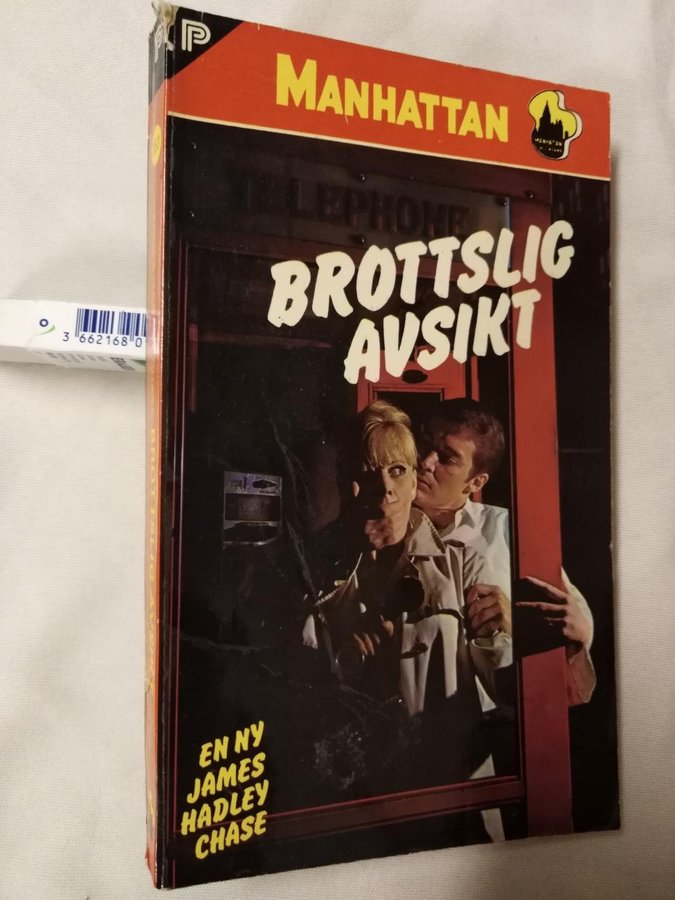 P
MANHATTAN
TELEPHONE
BROTTSLIG
AVSIKT
EN NY
JAMES
HADLEY
CHASE
3 662168 0